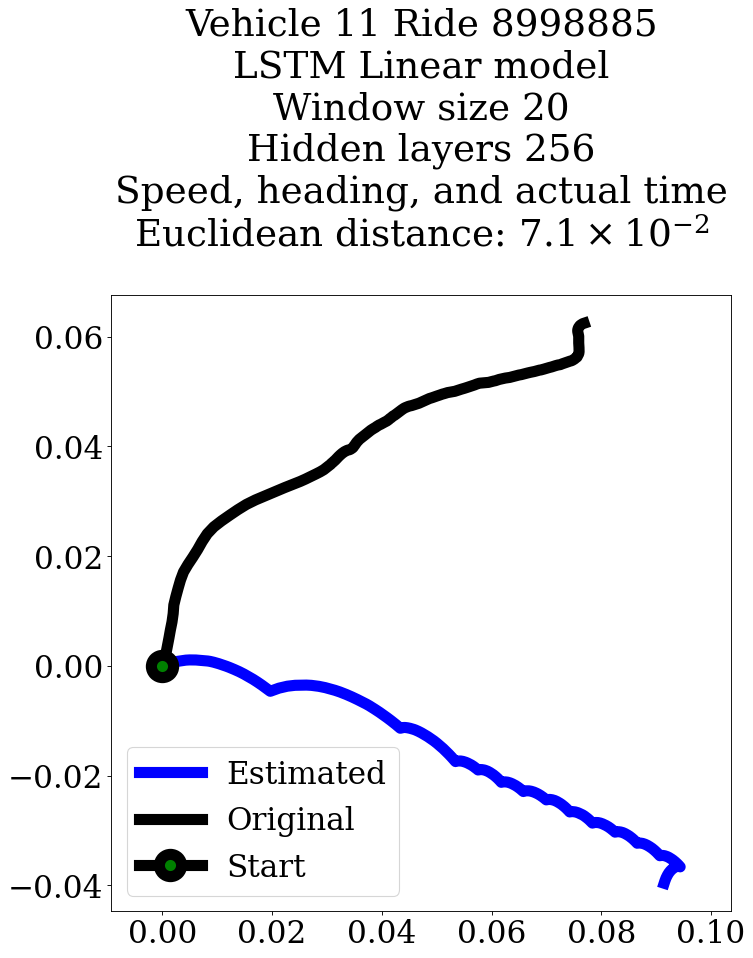 Vehicle 11 Ride 8998885
LSTM Linear model
Window size 20
Hidden layers 256
Speed, heading, and actual time
Euclidean distance: 7.1 × 10⁻²
0.06
0.04
0.02
0.00
−0.02
−0.04
Estimated
Original
Start
0.00 0.02 0.04 0.06 0.08 0.10